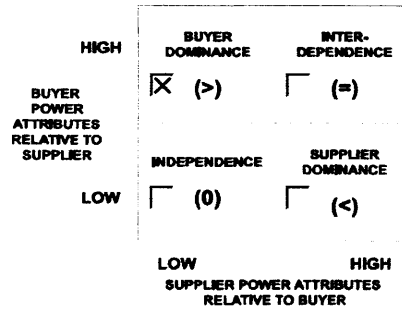 HIGH
BUYER
DOMINANCE
INTER-
DEPENDENCE
(>)
(=)
BUYER
POWER
ATTRIBUTES
RELATIVE TO
SUPPLIER
INDEPENDENCE
SUPPLIER
DOMINANCE
LOW
(0)
(<)
LOW
HIGH
SUPPLIER POWER ATTRIBUTES
RELATIVE TO BUYER